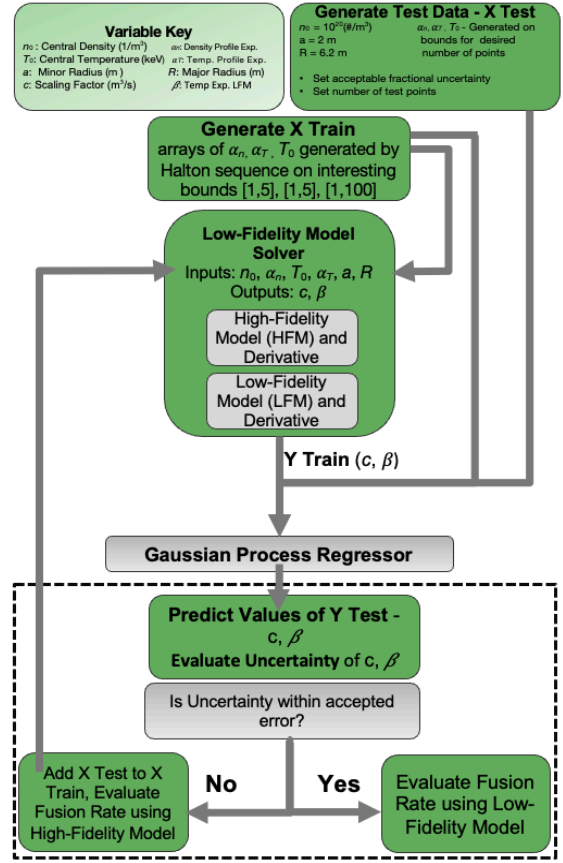 Variable Key
n₀ : Central Density (1/m³)
αn: Density Profile Exp.
T₀: Central Temperature (keV)
αT: Temp. Profile Exp.
a: Minor Radius (m )
R: Major Radius (m)
c: Scaling Factor (m³/s)
β: Temp Exp. LFM
Generate Test Data - X Test
n₀ = 10²⁰(#/m³)
a = 2 m
R = 6.2 m
αn, αT , T₀ - Generated on
bounds for desired
number of points
• Set acceptable fractional uncertainty
• Set number of test points
Generate X Train
arrays of αn, αT , T₀ generated by
Halton sequence on interesting
bounds [1,5], [1,5], [1,100]
Low-Fidelity Model
Solver
Inputs: n₀, αn, T₀, αT, a, R
Outputs: c, β
High-Fidelity
Model (HFM) and
Derivative
Low-Fidelity
Model (LFM) and
Derivative
Y Train (c, β)
Gaussian Process Regressor
Predict Values of Y Test -
c, β
Evaluate Uncertainty of c, β
Is Uncertainty within accepted
error?
No
Yes
Add X Test to X
Train, Evaluate
Fusion Rate using
High-Fidelity Model
Evaluate Fusion
Rate using Low-
Fidelity Model